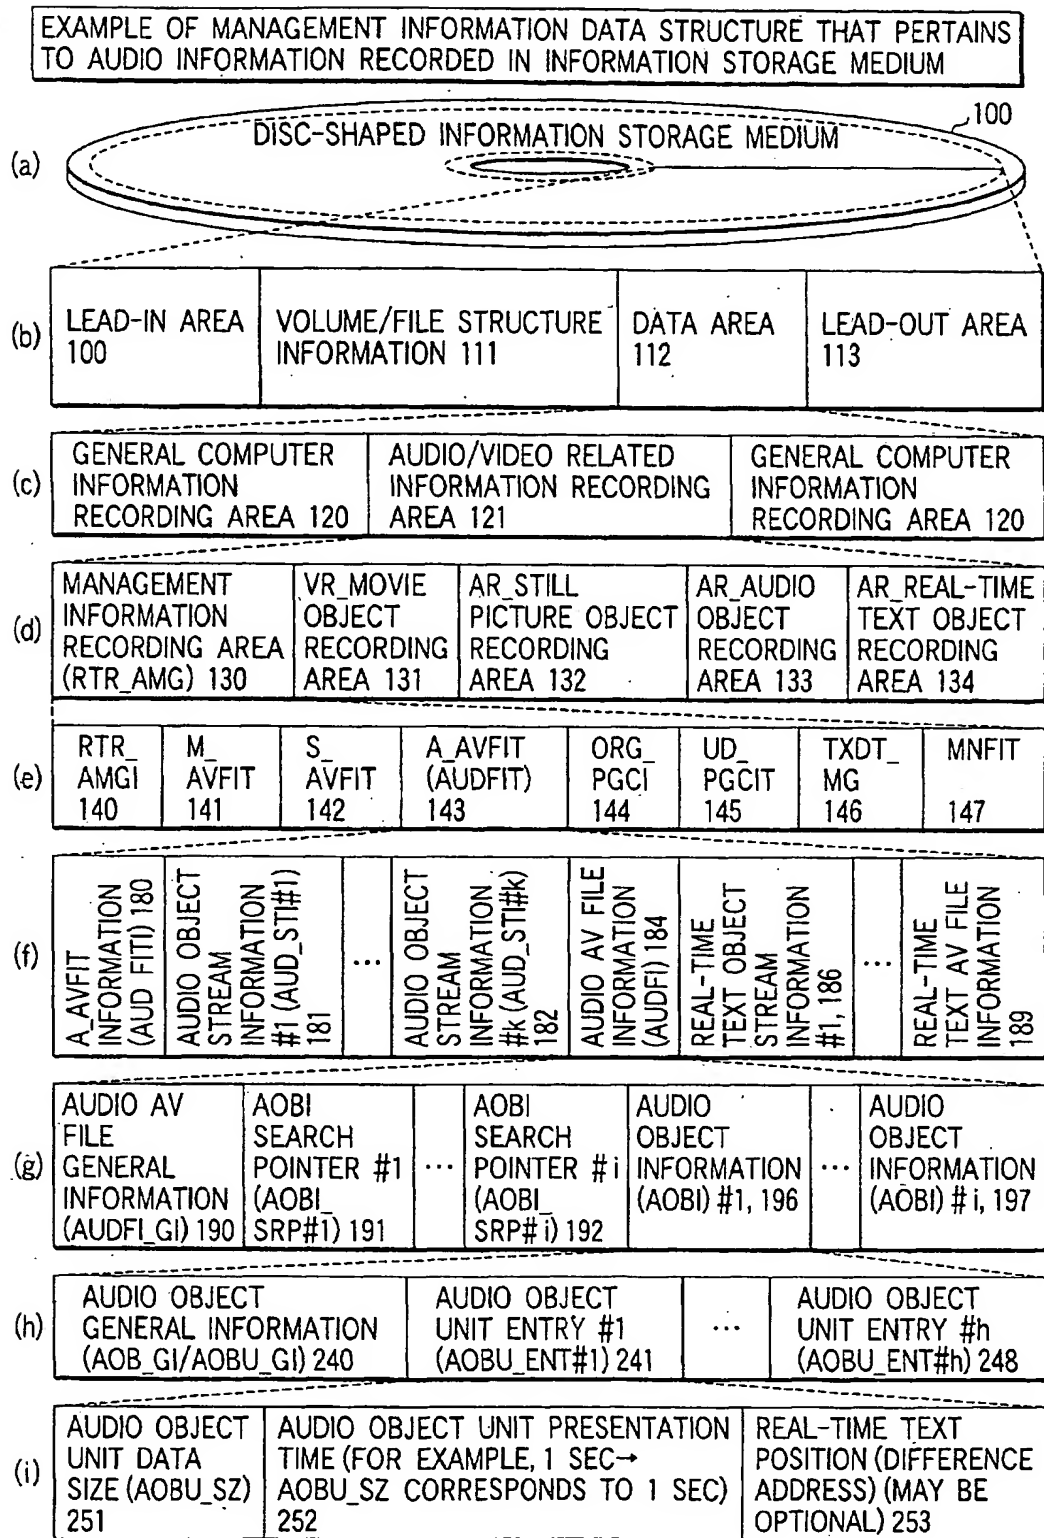 EXAMPLE OF MANAGEMENT INFORMATION DATA STRUCTURE THAT PERTAINS
TO AUDIO INFORMATION RECORDED IN INFORMATION STORAGE MEDIUM
100
DISC-SHAPED INFORMATION STORAGE MEDIUM
(a)
(b)
LEAD-IN AREA
100
VOLUME/FILE STRUCTURE
INFORMATION 111
DATA AREA
112
LEAD-OUT AREA
113
(c)
GENERAL COMPUTER
INFORMATION
RECORDING AREA 120
AUDIO/VIDEO RELATED
INFORMATION RECORDING
AREA 121
GENERAL COMPUTER
INFORMATION
RECORDING AREA 120
(d)
MANAGEMENT
INFORMATION
RECORDING AREA
(RTR_AMG) 130
VR_MOVIE
OBJECT
RECORDING
AREA 131
AR_STILL
PICTURE OBJECT
RECORDING
AREA 132
AR_AUDIO
OBJECT
RECORDING
AREA 133
AR_REAL-TIME
TEXT OBJECT
RECORDING
AREA 134
(e)
RTR_
AMGI
140
M_
AVFIT
141
S_
AVFIT
142
A_AVFIT
(AUDFIT)
143
ORG_
PGCI
144
UD_
PGCIT
145
TXDT_
MG
146
MNFIT
147
(f)
A_AVFIT
INFORMATION
(AUD FITI) 180
AUDIO OBJECT
STREAM
INFORMATION
#1 (AUD_STI#1)
181
...
AUDIO OBJECT
STREAM
INFORMATION
#k (AUD_STI#k)
182
AUDIO AV FILE
INFORMATION
(AUDFI) 184
REAL-TIME
TEXT OBJECT
STREAM
INFORMATION
#1, 186
...
REAL-TIME
TEXT AV FILE
INFORMATION
189
(g)
AUDIO AV
FILE
GENERAL
INFORMATION
(AUDFI_GI) 190
AOBI
SEARCH
POINTER #1
(AOBI_
SRP#1) 191
...
AOBI
SEARCH
POINTER #i
(AOBI_
SRP#i) 192
AUDIO
OBJECT
INFORMATION
(AOBI) #1, 196
...
AUDIO
OBJECT
INFORMATION
(AOBI) #i, 197
(h)
AUDIO OBJECT
GENERAL INFORMATION
(AOB_GI/AOBU_GI) 240
AUDIO OBJECT
UNIT ENTRY #1
(AOBU_ENT#1) 241
...
AUDIO OBJECT
UNIT ENTRY #h
(AOBU_ENT#h) 248
(i)
AUDIO OBJECT
UNIT DATA
SIZE (AOBU_SZ)
251
AUDIO OBJECT UNIT PRESENTATION
TIME (FOR EXAMPLE, 1 SEC→
AOBU_SZ CORRESPONDS TO 1 SEC)
252
REAL-TIME TEXT
POSITION (DIFFERENCE
ADDRESS) (MAY BE
OPTIONAL) 253